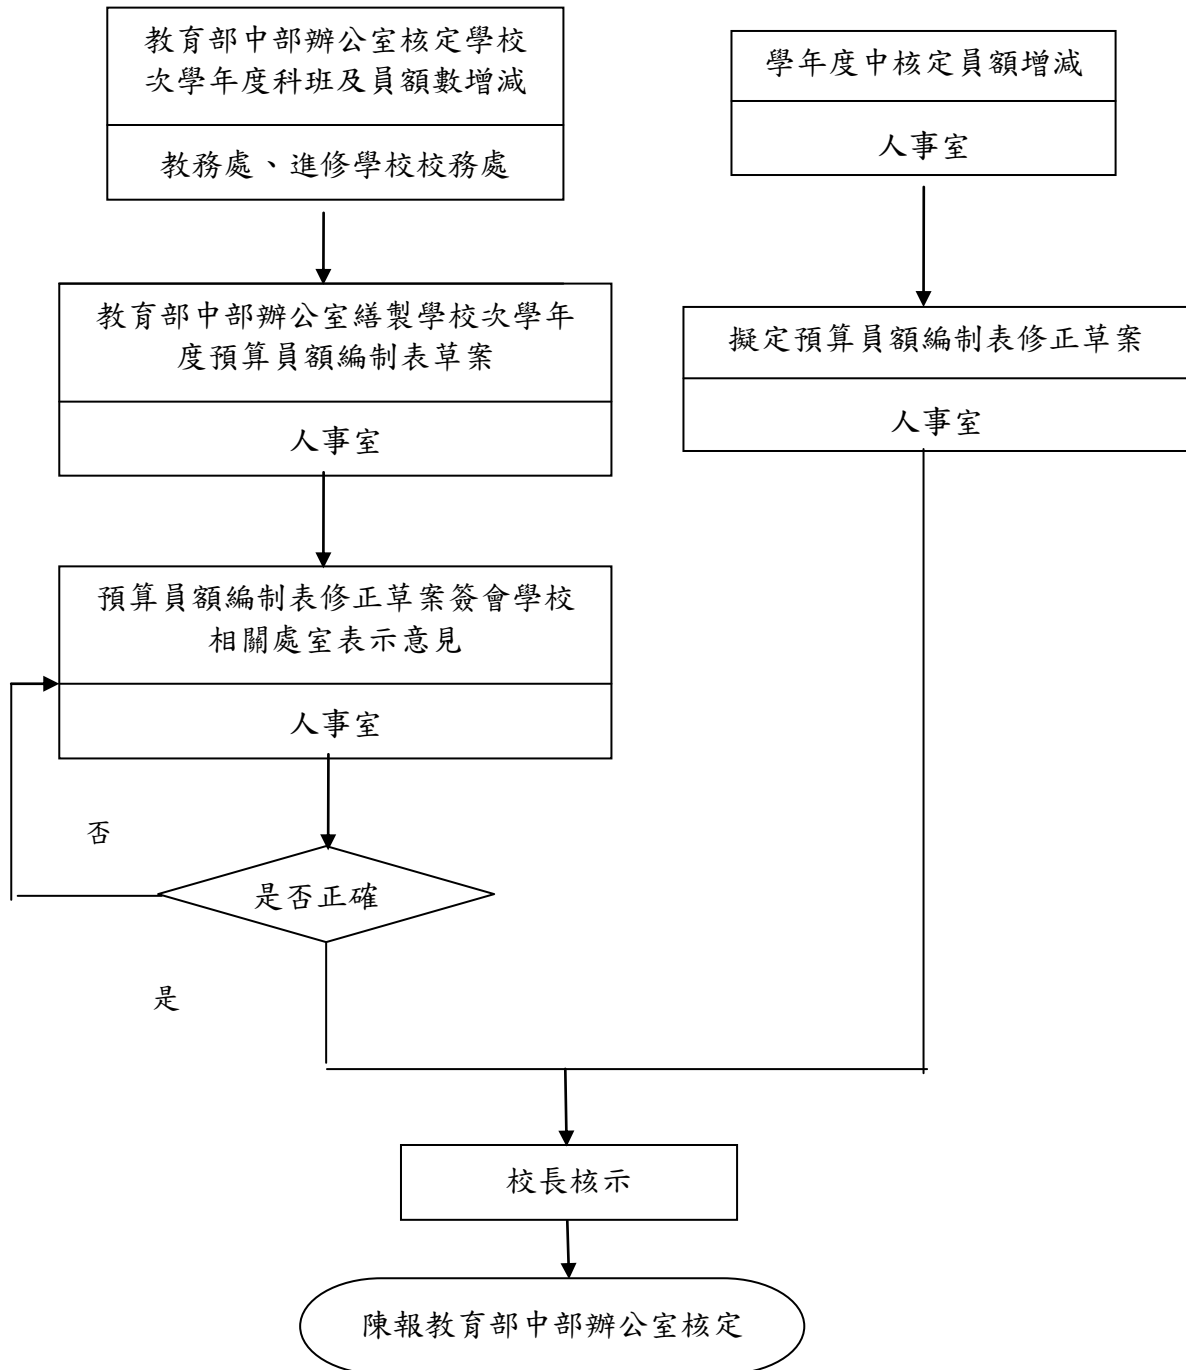 教育部中部辦公室核定學校
次學年度科班及員額數增減
教務處、進修學校校務處
學年度中核定員額增減
人事室
教育部中部辦公室繕製學校次學年
度預算員額編制表草案
人事室
擬定預算員額編制表修正草案
人事室
預算員額編制表修正草案簽會學校
相關處室表示意見
人事室
否
是否正確
是
校長核示
陳報教育部中部辦公室核定